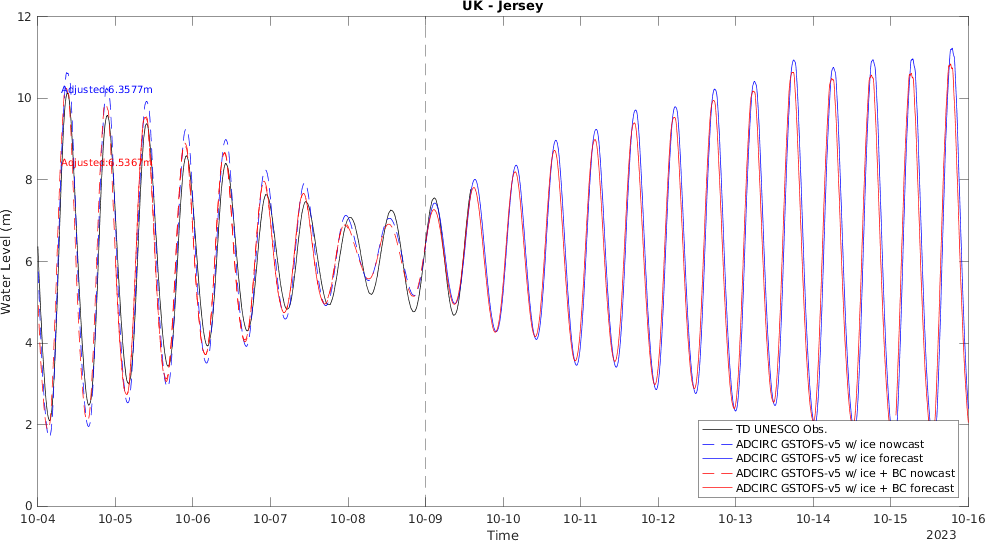 UK - Jersey
12
10
8
6
4
2
0
Water Level (m)
Adjusted:6.3577m
Adjusted:6.5367m
TD UNESCO Obs.
ADCIRC GSTOFS-v5 w/ ice nowcast
ADCIRC GSTOFS-v5 w/ ice forecast
ADCIRC GSTOFS-v5 w/ ice + BC nowcast
ADCIRC GSTOFS-v5 w/ ice + BC forecast
10-04 10-05 10-06 10-07 10-08 10-09 10-10 10-11 10-12 10-13 10-14 10-15 10-16
Time
2023